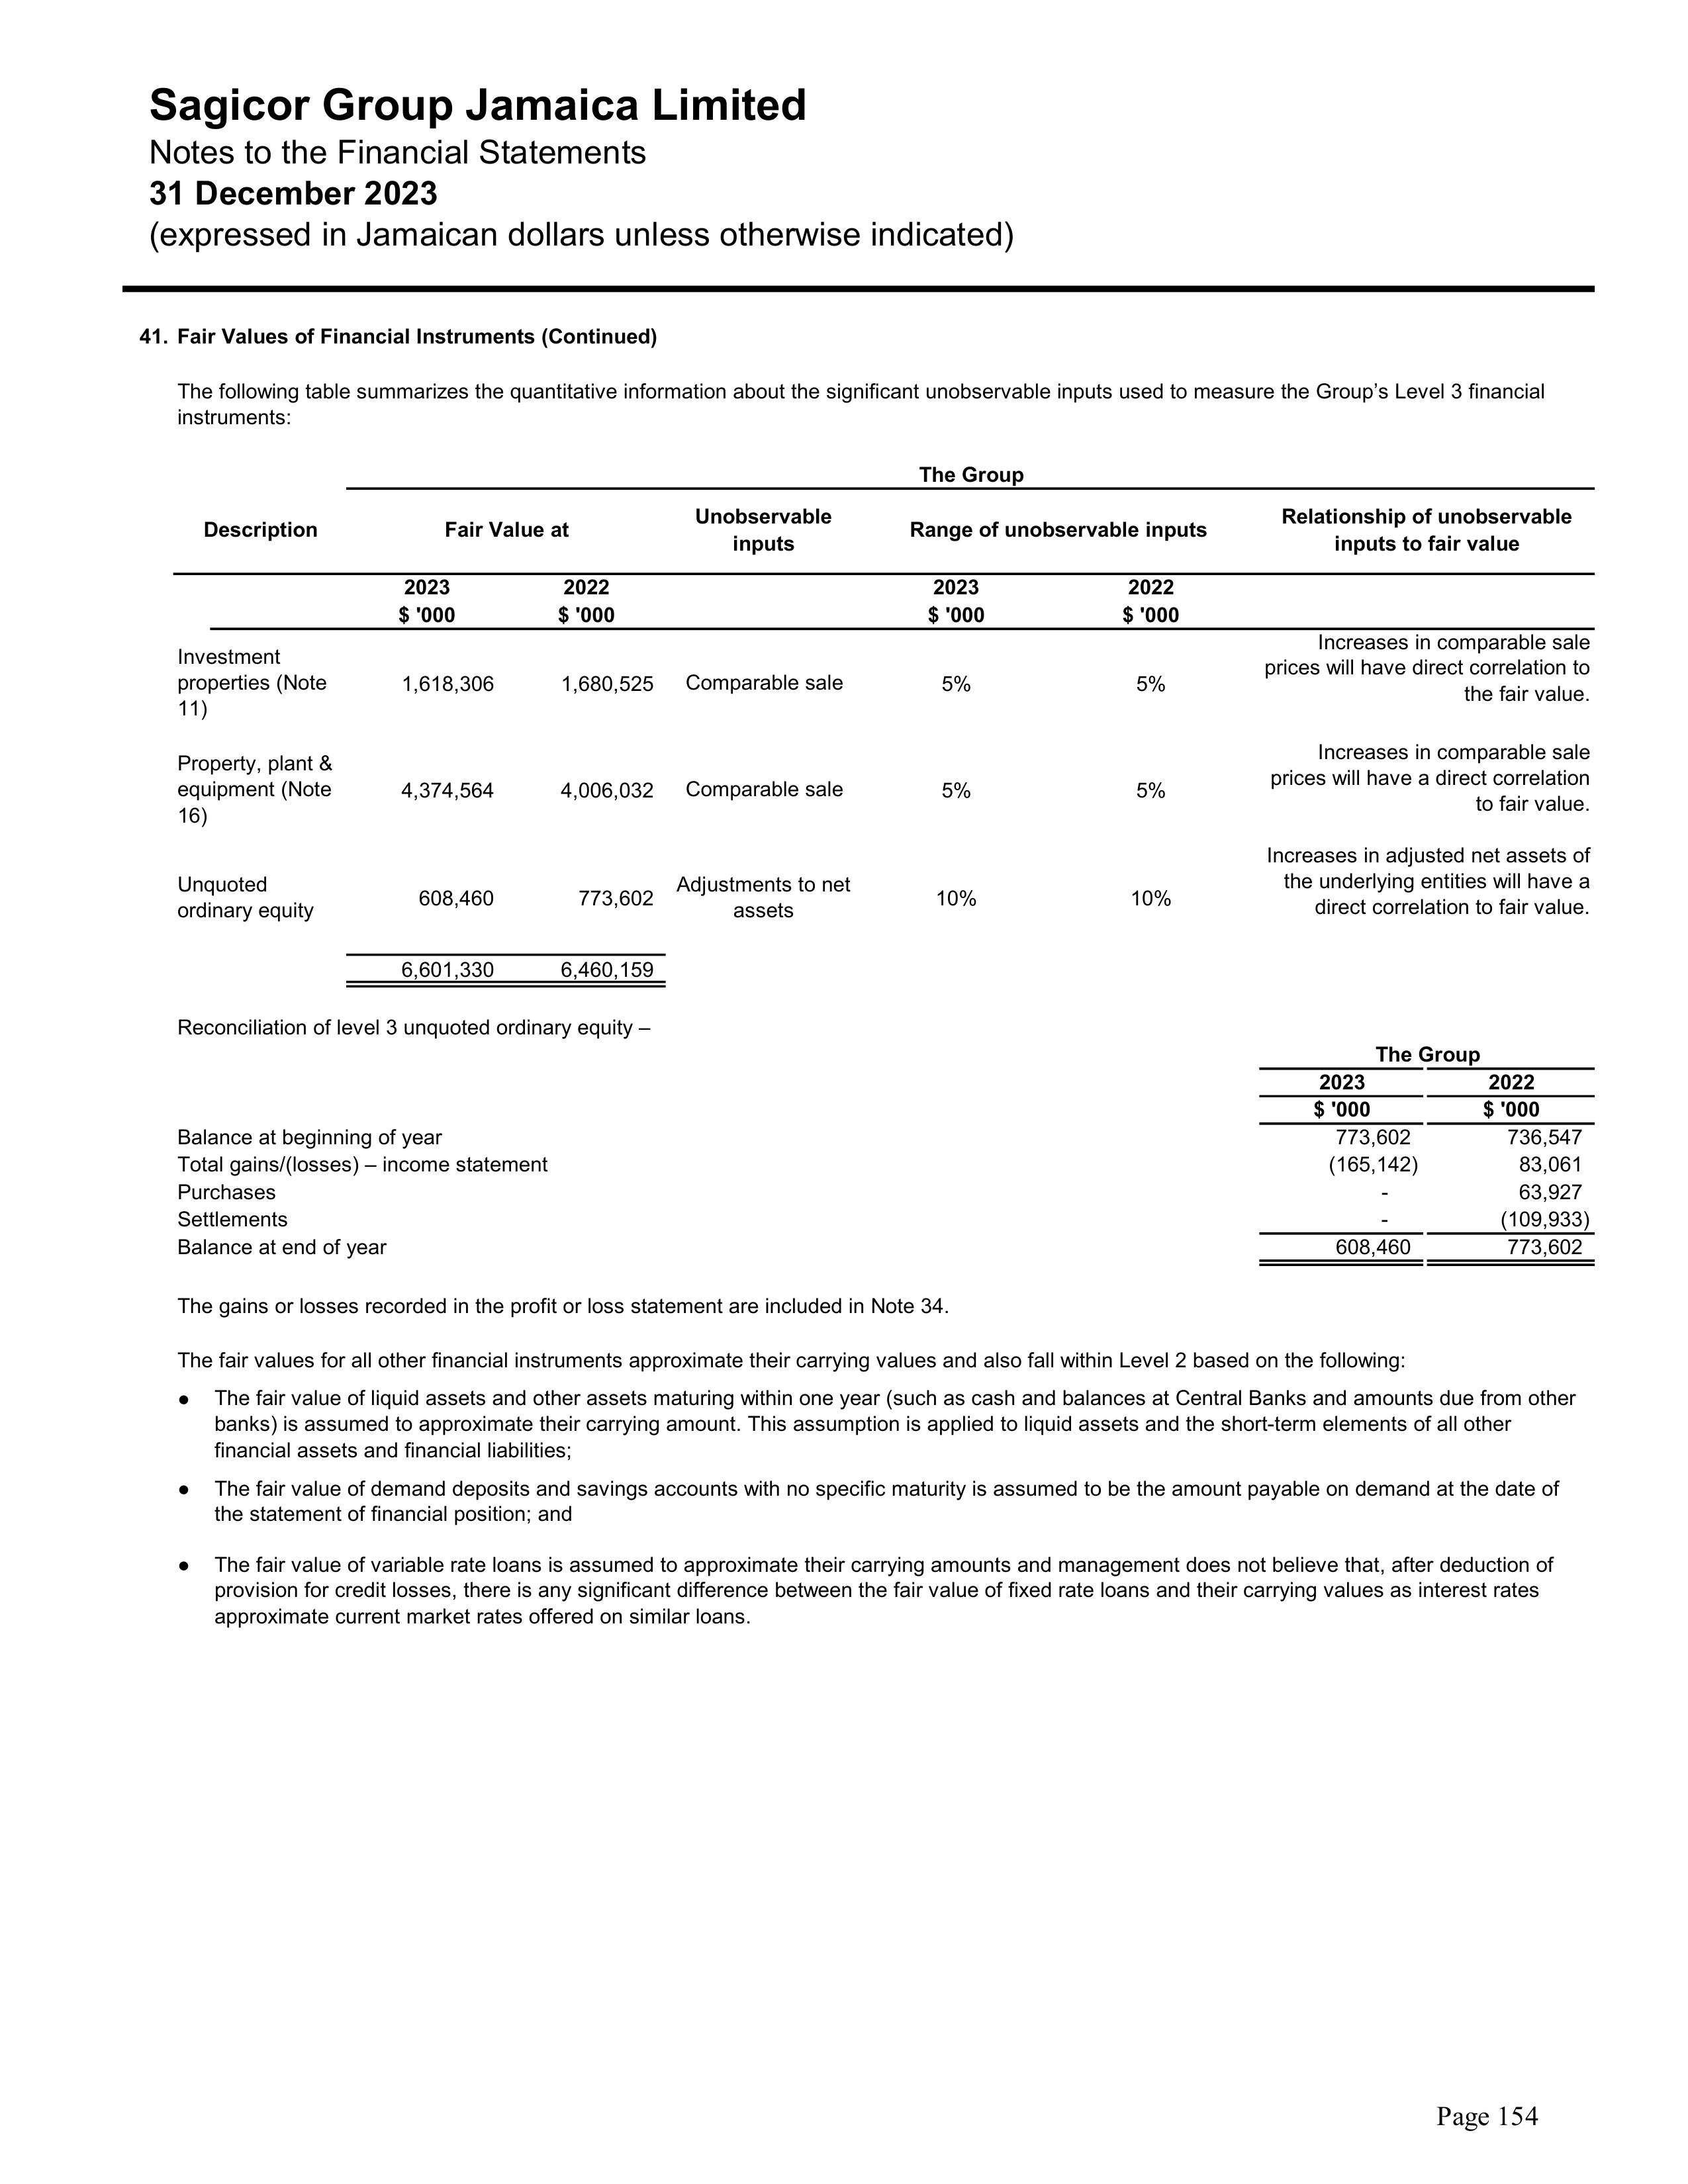 Sagicor Group Jamaica Limited
Notes to the Financial Statements
31 December 2023
(expressed in Jamaican dollars unless otherwise indicated)
41. Fair Values of Financial Instruments (Continued)
The following table summarizes the quantitative information about the significant unobservable inputs used to measure the Group’s Level 3 financial
instruments:
The Group
Description Fair Value at Unobservable inputs Range of unobservable inputs Relationship of unobservable inputs to fair value
2023 2022 2023 2022
$ '000 $ '000 $ '000 $ '000
Investment properties (Note 11) 1,618,306 1,680,525 Comparable sale 5% 5% Increases in comparable sale prices will have direct correlation to the fair value.
Property, plant & equipment (Note 16) 4,374,564 4,006,032 Comparable sale 5% 5% Increases in comparable sale prices will have a direct correlation to fair value.
Unquoted ordinary equity 608,460 773,602 Adjustments to net assets 10% 10% Increases in adjusted net assets of the underlying entities will have a direct correlation to fair value.
6,601,330 6,460,159
Reconciliation of level 3 unquoted ordinary equity –
The Group
2023 2022
$ '000 $ '000
Balance at beginning of year 773,602 736,547
Total gains/(losses) – income statement (165,142) 83,061
Purchases - 63,927
Settlements - (109,933)
Balance at end of year 608,460 773,602
The gains or losses recorded in the profit or loss statement are included in Note 34.
The fair values for all other financial instruments approximate their carrying values and also fall within Level 2 based on the following:
● The fair value of liquid assets and other assets maturing within one year (such as cash and balances at Central Banks and amounts due from other
banks) is assumed to approximate their carrying amount. This assumption is applied to liquid assets and the short-term elements of all other
financial assets and financial liabilities;
● The fair value of demand deposits and savings accounts with no specific maturity is assumed to be the amount payable on demand at the date of
the statement of financial position; and
● The fair value of variable rate loans is assumed to approximate their carrying amounts and management does not believe that, after deduction of
provision for credit losses, there is any significant difference between the fair value of fixed rate loans and their carrying values as interest rates
approximate current market rates offered on similar loans.
Page 154